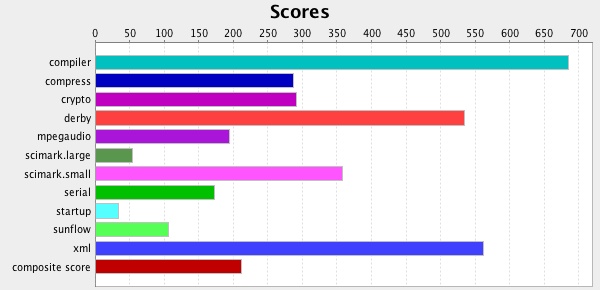 Scores
0 50 100 150 200 250 300 350 400 450 500 550 600 650 700
compiler
compress
crypto
derby
mpegaudio
scimark.large
scimark.small
serial
startup
sunflow
xml
composite score